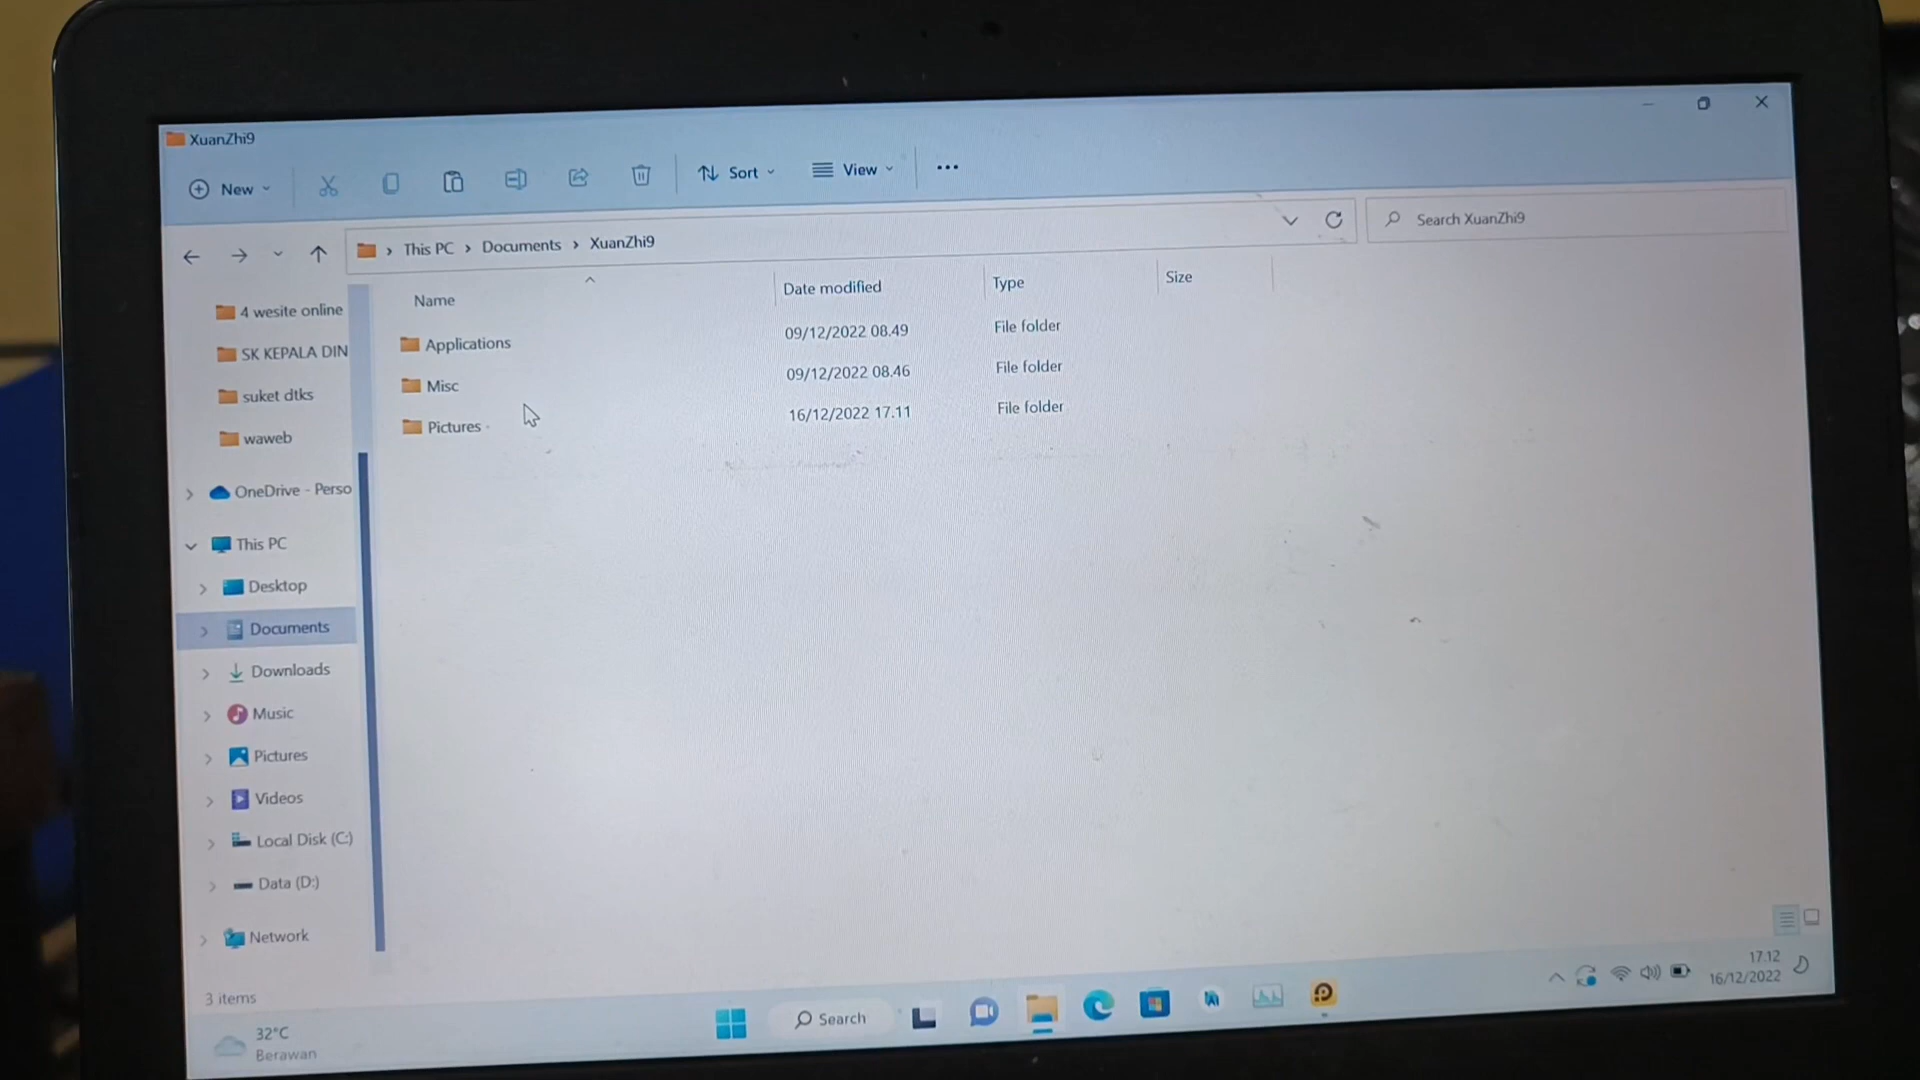 XuanZhi9
New
Sort
View
This PC > Documents > XuanZhi9
Search XuanZhi9
Name Date modified Type Size
Applications 09/12/2022 08.49 File folder
Misc 09/12/2022 08.46 File folder
Pictures 16/12/2022 17.11 File folder
4 wesite online
SK KEPALA DIN
suket dtks
waweb
OneDrive - Perso
This PC
Desktop
Documents
Downloads
Music
Pictures
Videos
Local Disk (C:)
Data (D:)
Network
3 items
32°C
Berawan
Search
17.12
16/12/2022